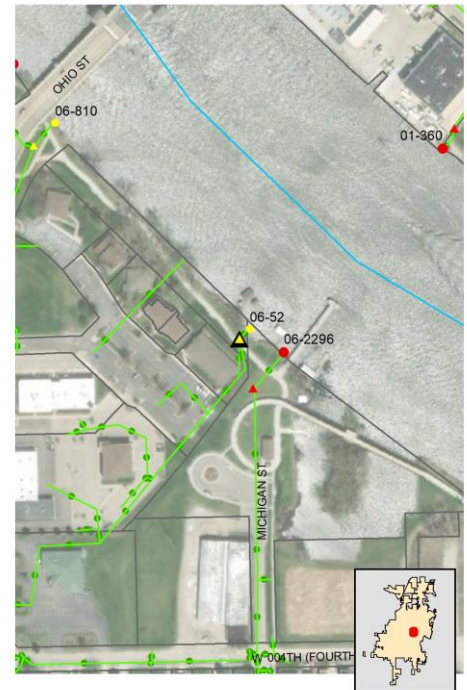 OHIO ST
06-810
01-360
06-52
06-2296
MICHIGAN ST
W 004TH (FOURTH